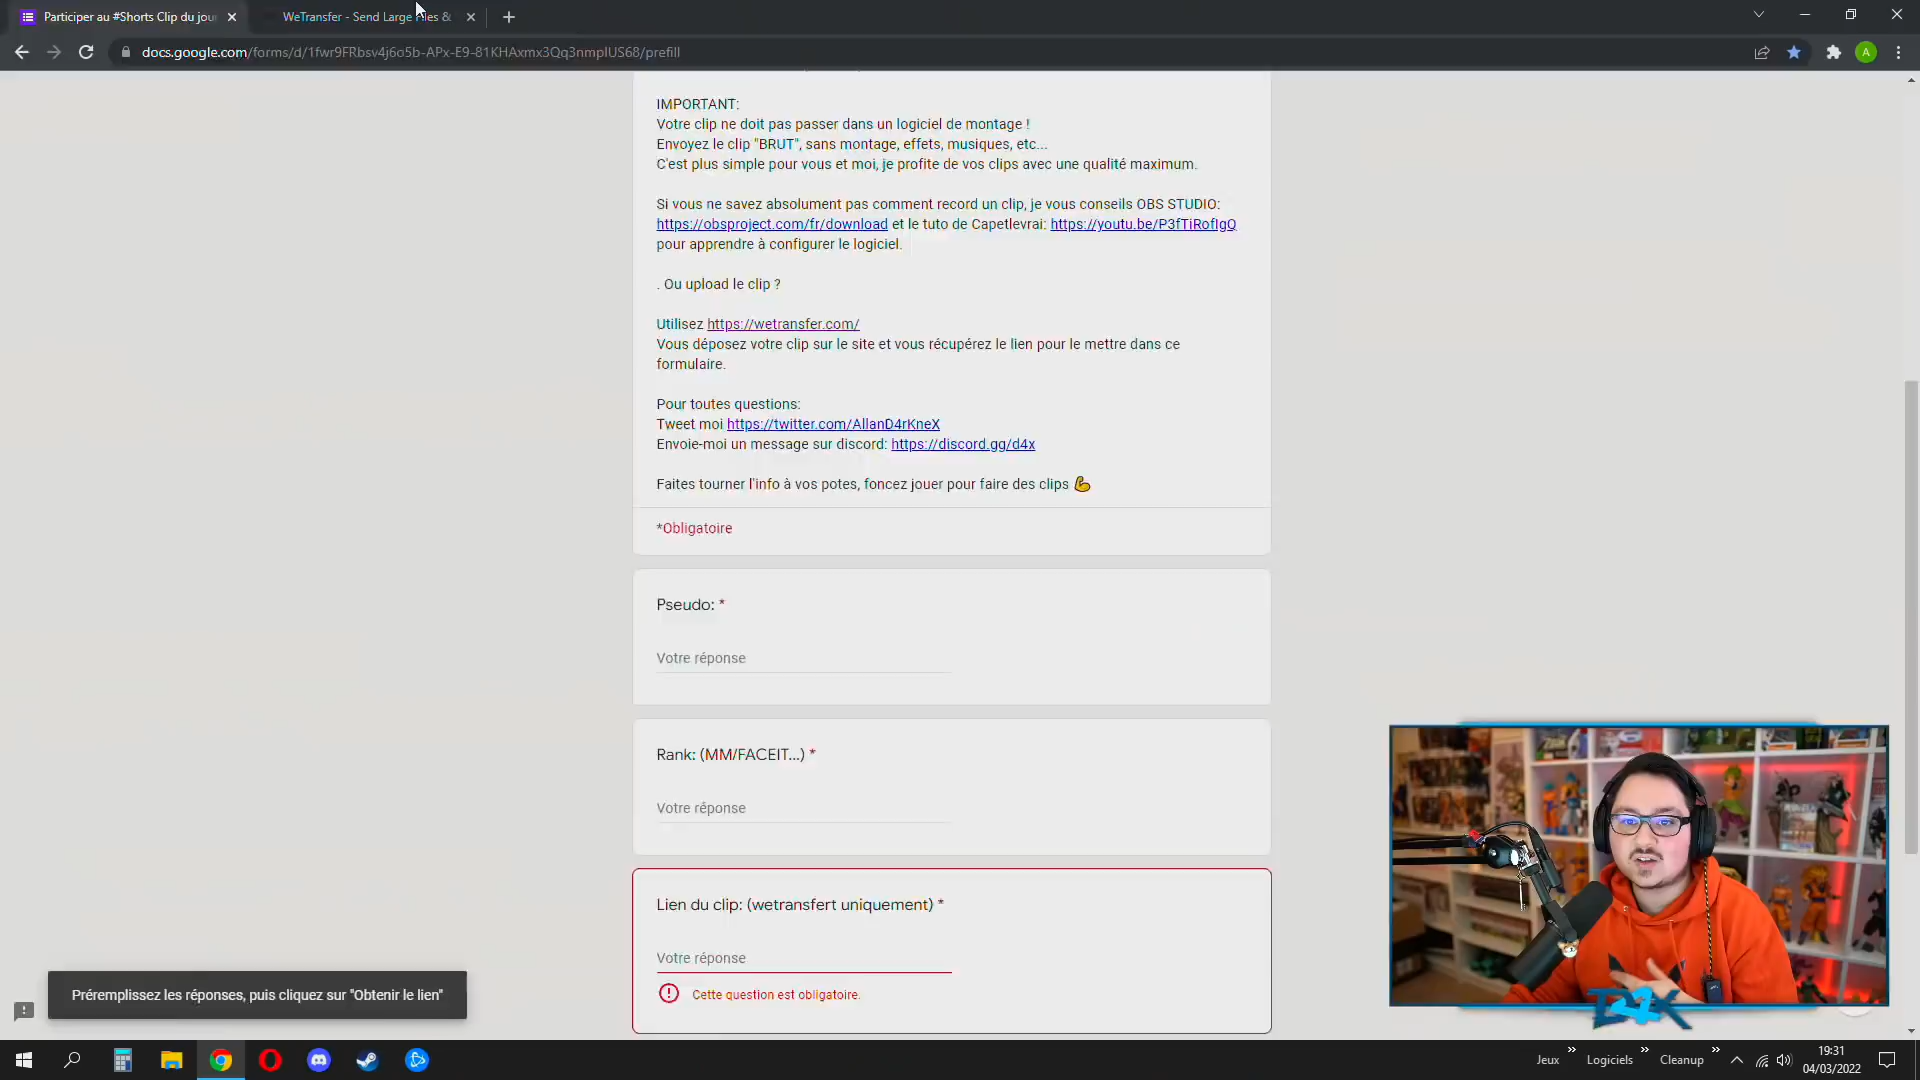 Participer au #Shorts Clip du jou
WeTransfer - Send Large Files &
docs.google.com/forms/d/1fwr9FRbsv4j6o5b-APx-E9-81KHAxmx3Qq3nmpIUS68/prefill
A
IMPORTANT:
Votre clip ne doit pas passer dans un logiciel de montage !
Envoyez le clip "BRUT", sans montage, effets, musiques, etc...
C'est plus simple pour vous et moi, je profite de vos clips avec une qualité maximum.
Si vous ne savez absolument pas comment record un clip, je vous conseils OBS STUDIO:
https://obsproject.com/fr/download et le tuto de Capetlevrai: https://youtu.be/P3fTiRofIgQ
pour apprendre à configurer le logiciel.
. Ou upload le clip ?
Utilisez https://wetransfer.com/
Vous déposez votre clip sur le site et vous récupérez le lien pour le mettre dans ce
formulaire.
Pour toutes questions:
Tweet moi https://twitter.com/AllanD4rKneX
Envoie-moi un message sur discord: https://discord.gg/d4x
Faites tourner l'info à vos potes, foncez jouer pour faire des clips 💪
*Obligatoire
Pseudo: *
Votre réponse
Rank: (MM/FACEIT...) *
Votre réponse
Lien du clip: (wetransfert uniquement) *
Votre réponse
Cette question est obligatoire.
Préremplissez les réponses, puis cliquez sur "Obtenir le lien"
D4X
Jeux
Logiciels
Cleanup
19:31
04/03/2022